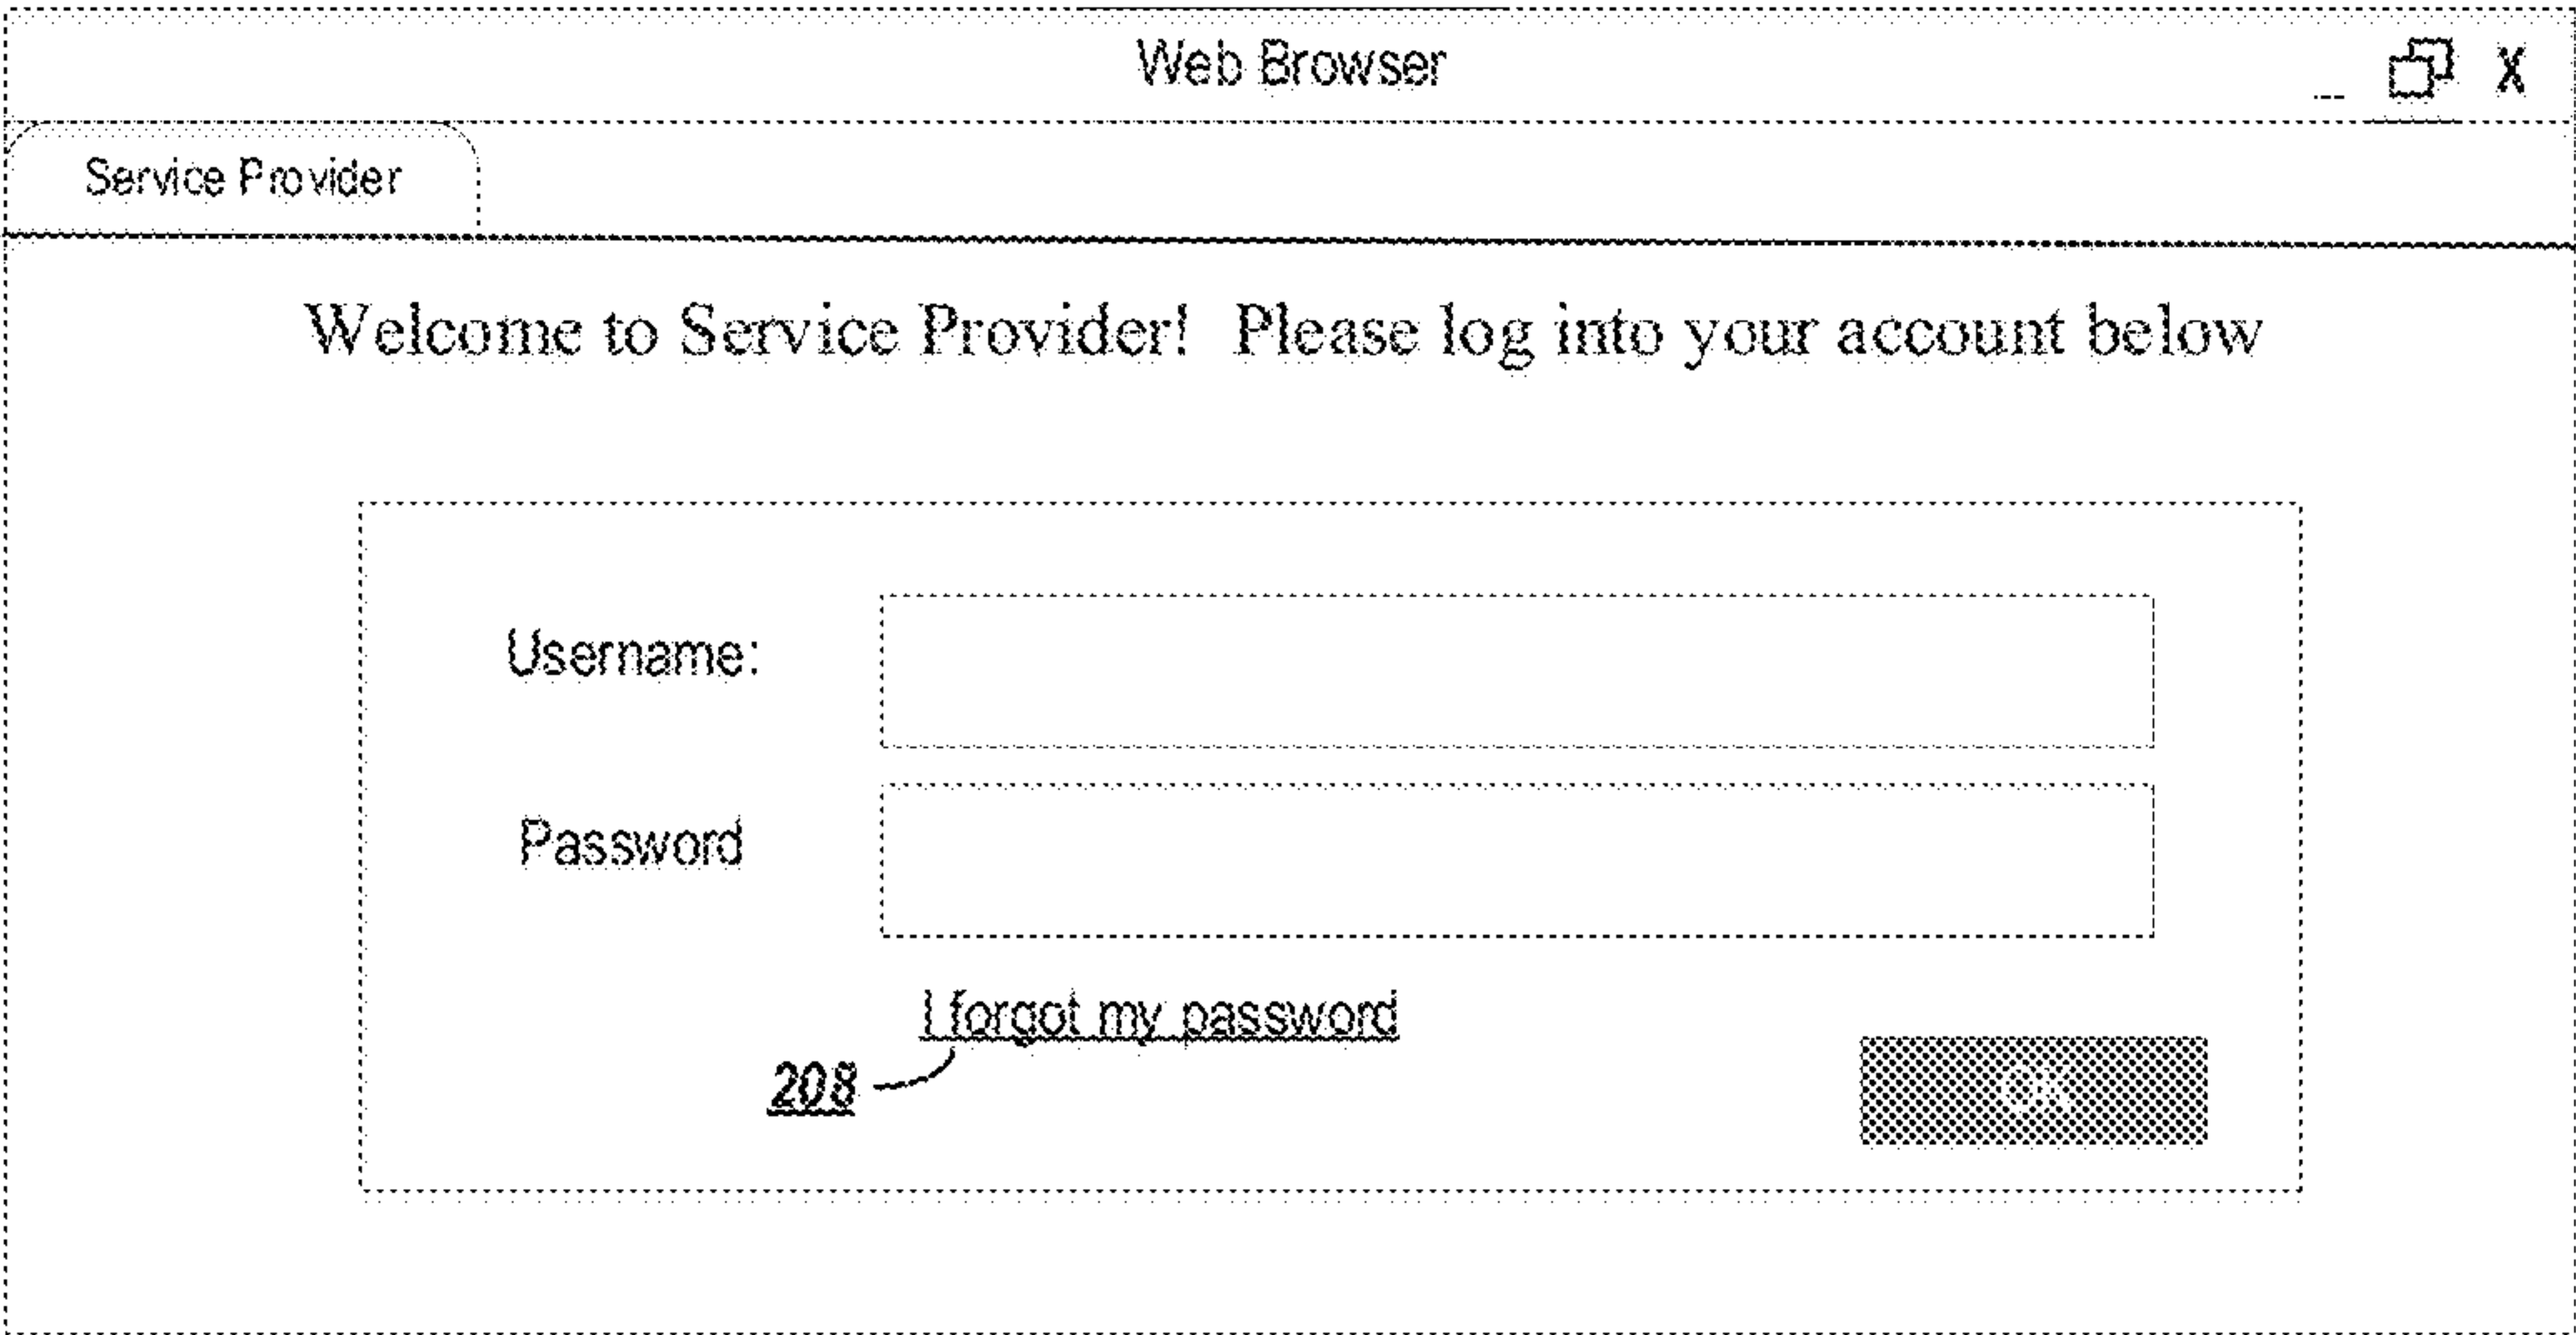 Web Browser
_ X
Service Provider
Welcome to Service Provider! Please log into your account below
Username:
Password
I forgot my password
208
OK